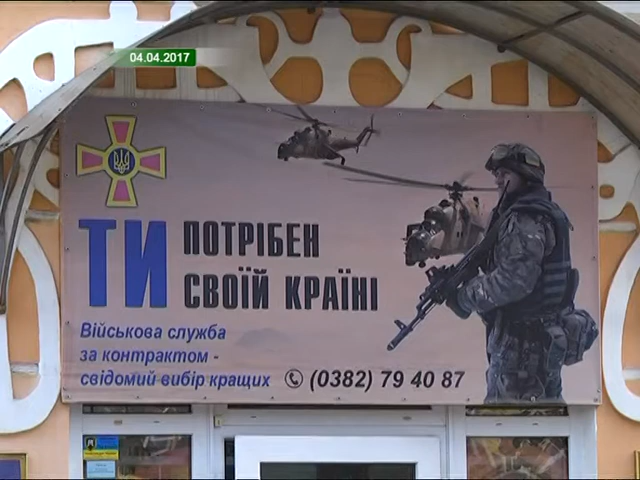 04.04.2017
ТИ ПОТРІБЕН
СВОЇЙ КРАЇНІ
Військова служба
за контрактом -
свідомий вибір кращих (0382) 79 40 87